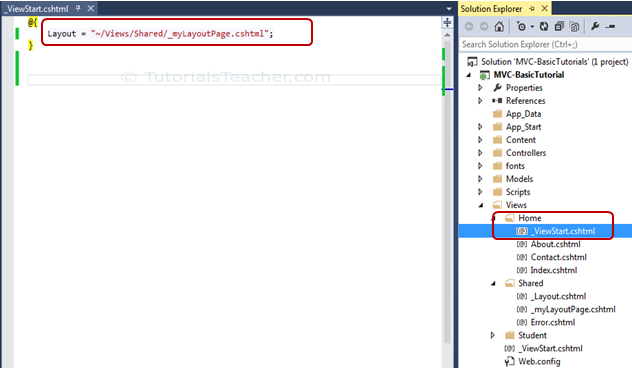 _ViewStart.cshtml
@{
Layout = "~/Views/Shared/_myLayoutPage.cshtml";
}
© TutorialsTeacher.com
Solution Explorer
Search Solution Explorer (Ctrl+;)
Solution 'MVC-BasicTutorials' (1 project)
MVC-BasicTutorial
Properties
References
App_Data
App_Start
Content
Controllers
fonts
Models
Scripts
Views
Home
_ViewStart.cshtml
About.cshtml
Contact.cshtml
Index.cshtml
Shared
_Layout.cshtml
_myLayoutPage.cshtml
Error.cshtml
Student
_ViewStart.cshtml
Web.config